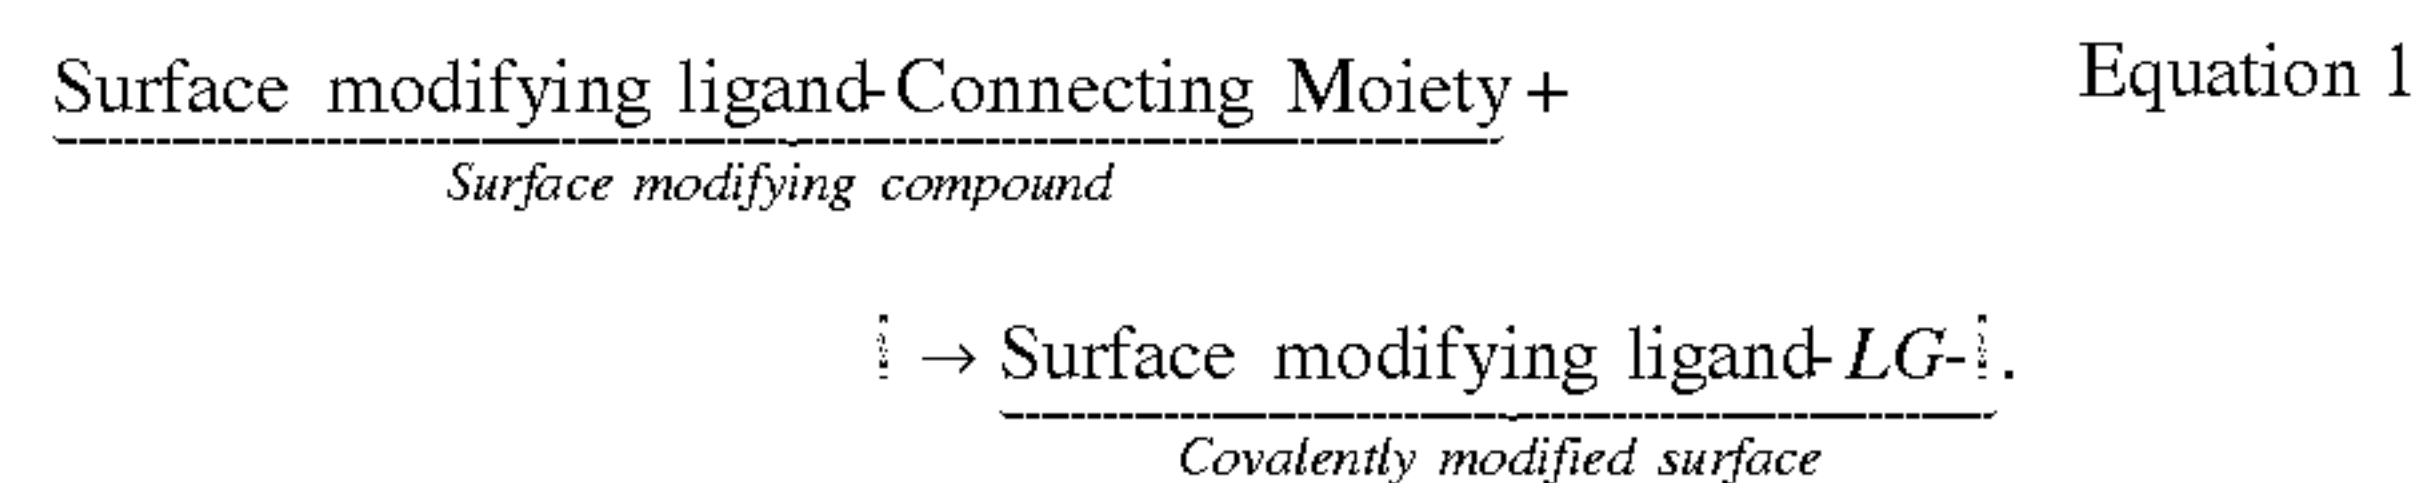 Surface modifying ligand-Connecting Moiety + Equation 1
Surface modifying compound
→ Surface modifying ligand-LG-⁞.
Covalently modified surface